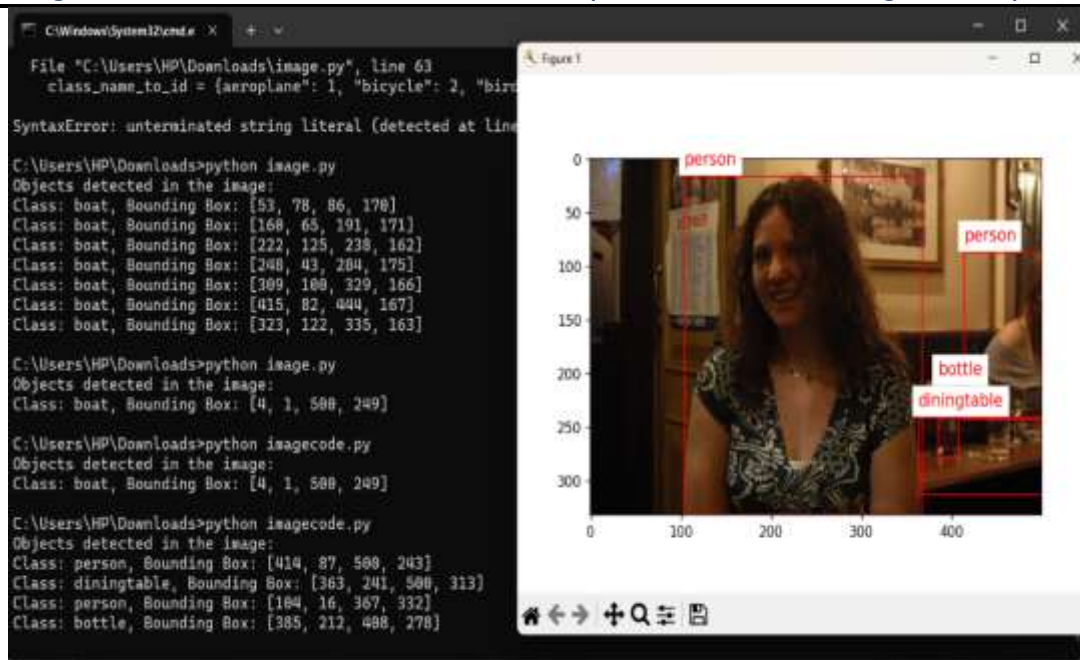 C:\Windows\System32\cmd.e
File "C:\Users\HP\Downloads\image.py", line 63
class_name_to_id = {aeroplane": 1, "bicycle": 2, "bird
SyntaxError: unterminated string literal (detected at line
C:\Users\HP\Downloads>python image.py
Objects detected in the image:
Class: boat, Bounding Box: [53, 78, 86, 170]
Class: boat, Bounding Box: [160, 65, 191, 171]
Class: boat, Bounding Box: [222, 125, 238, 162]
Class: boat, Bounding Box: [248, 43, 284, 175]
Class: boat, Bounding Box: [309, 100, 329, 166]
Class: boat, Bounding Box: [415, 82, 444, 167]
Class: boat, Bounding Box: [323, 122, 335, 163]
C:\Users\HP\Downloads>python image.py
Objects detected in the image:
Class: boat, Bounding Box: [4, 1, 500, 249]
C:\Users\HP\Downloads>python imagecode.py
Objects detected in the image:
Class: boat, Bounding Box: [4, 1, 500, 249]
C:\Users\HP\Downloads>python imagecode.py
Objects detected in the image:
Class: person, Bounding Box: [414, 87, 500, 243]
Class: diningtable, Bounding Box: [363, 241, 500, 313]
Class: person, Bounding Box: [104, 16, 367, 332]
Class: bottle, Bounding Box: [385, 212, 408, 278]
Figure 1
person
person
bottle
diningtable
0
50
100
150
200
250
300
0 100 200 300 400